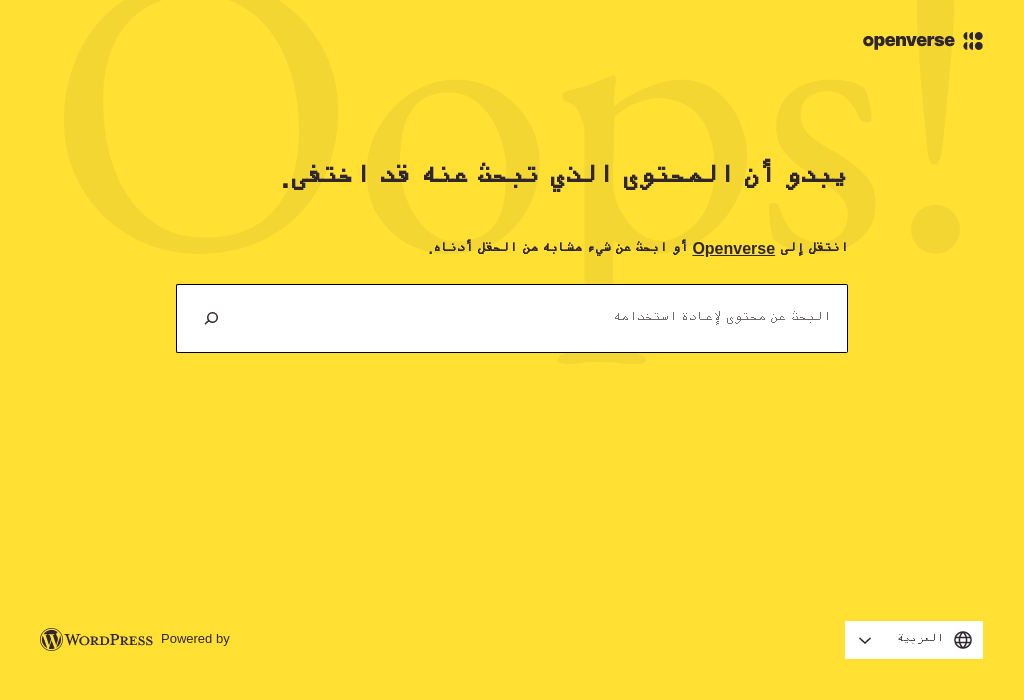 Oops!
openverse
يبدو أن المحتوى الذي تبحث عنه قد اختفى.
انتقل إلى Openverse أو ابحث عن شيء مشابه من الحقل أدناه.
البحث عن محتوى لإعادة استخدامه
العربية
Powered by WORDPRESS